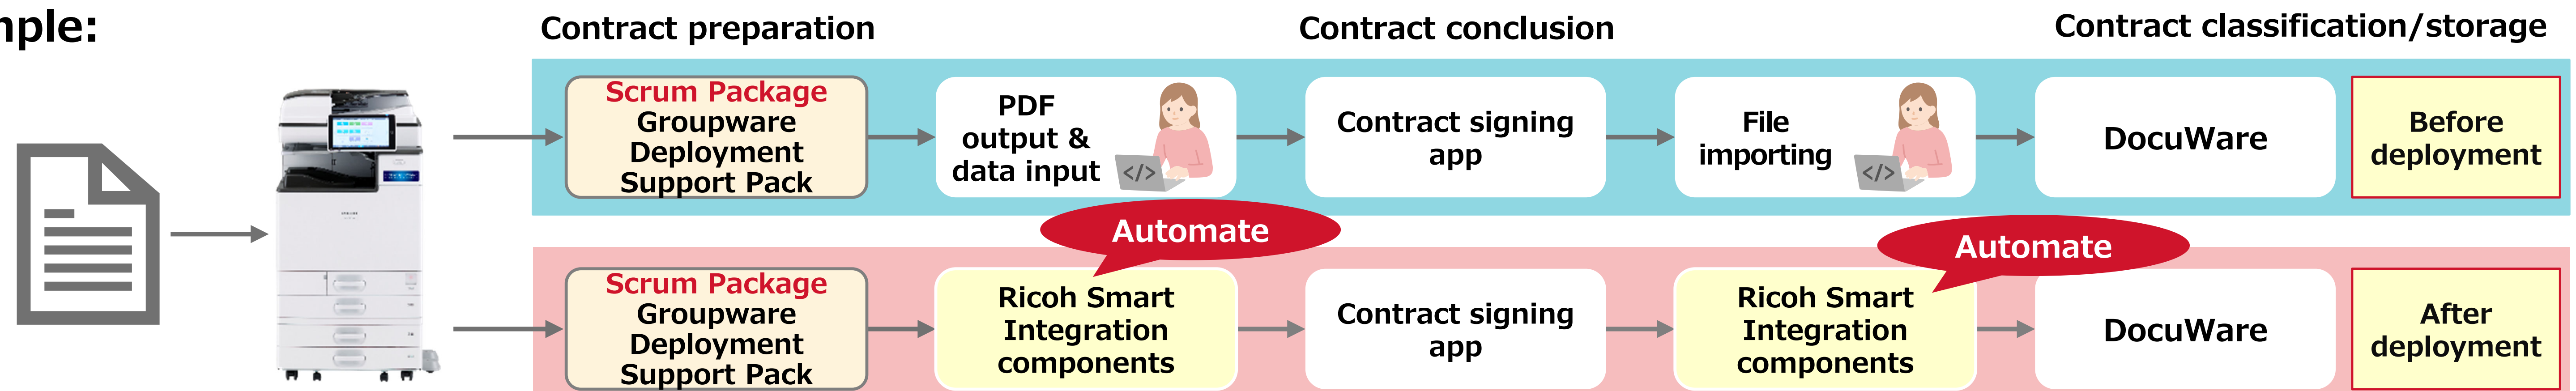 mple:
Contract preparation
Contract conclusion
Contract classification/storage
Scrum Package
Groupware
Deployment
Support Pack
PDF
output &
data input
</>
Contract signing
app
File
importing
</>
DocuWare
Before
deployment
Automate
Automate
Scrum Package
Groupware
Deployment
Support Pack
Ricoh Smart
Integration
components
Contract signing
app
Ricoh Smart
Integration
components
DocuWare
After
deployment